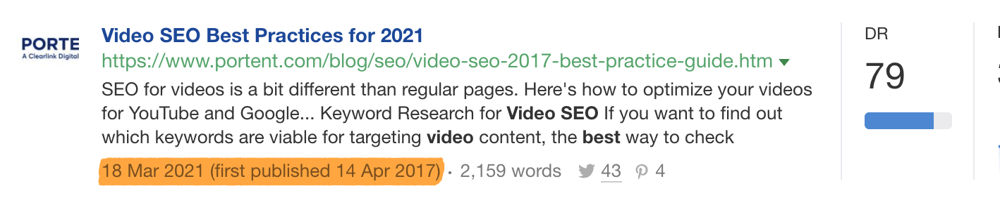 PORTE
A Clearlink Digital
Video SEO Best Practices for 2021
https://www.portent.com/blog/seo/video-seo-2017-best-practice-guide.htm
SEO for videos is a bit different than regular pages. Here's how to optimize your videos
for YouTube and Google... Keyword Research for Video SEO If you want to find out
which keywords are viable for targeting video content, the best way to check
18 Mar 2021 (first published 14 Apr 2017) · 2,159 words 43 4
DR
79